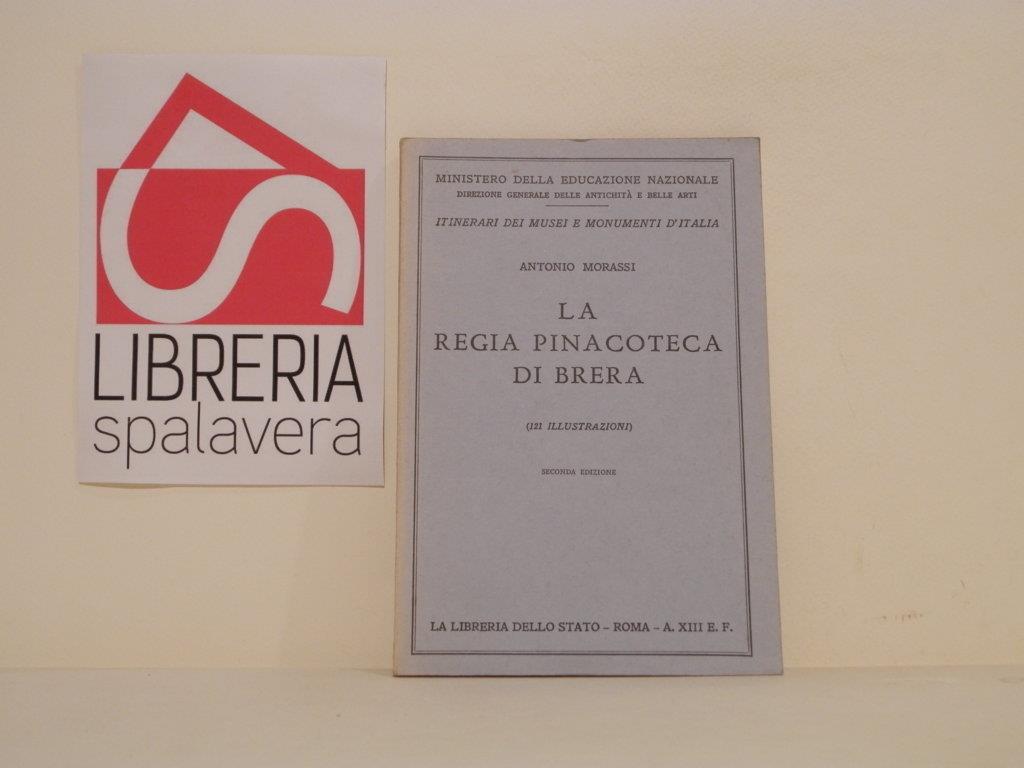 LIBRERIA
spalavera
MINISTERO DELLA EDUCAZIONE NAZIONALE
DIREZIONE GENERALE DELLE ANTICHITÀ E BELLE ARTI
ITINERARI DEI MUSEI E MONUMENTI D'ITALIA
ANTONIO MORASSI
LA
REGIA PINACOTECA
DI BRERA
(121 ILLUSTRAZIONI)
SECONDA EDIZIONE
LA LIBRERIA DELLO STATO – ROMA – A. XIII E. F.